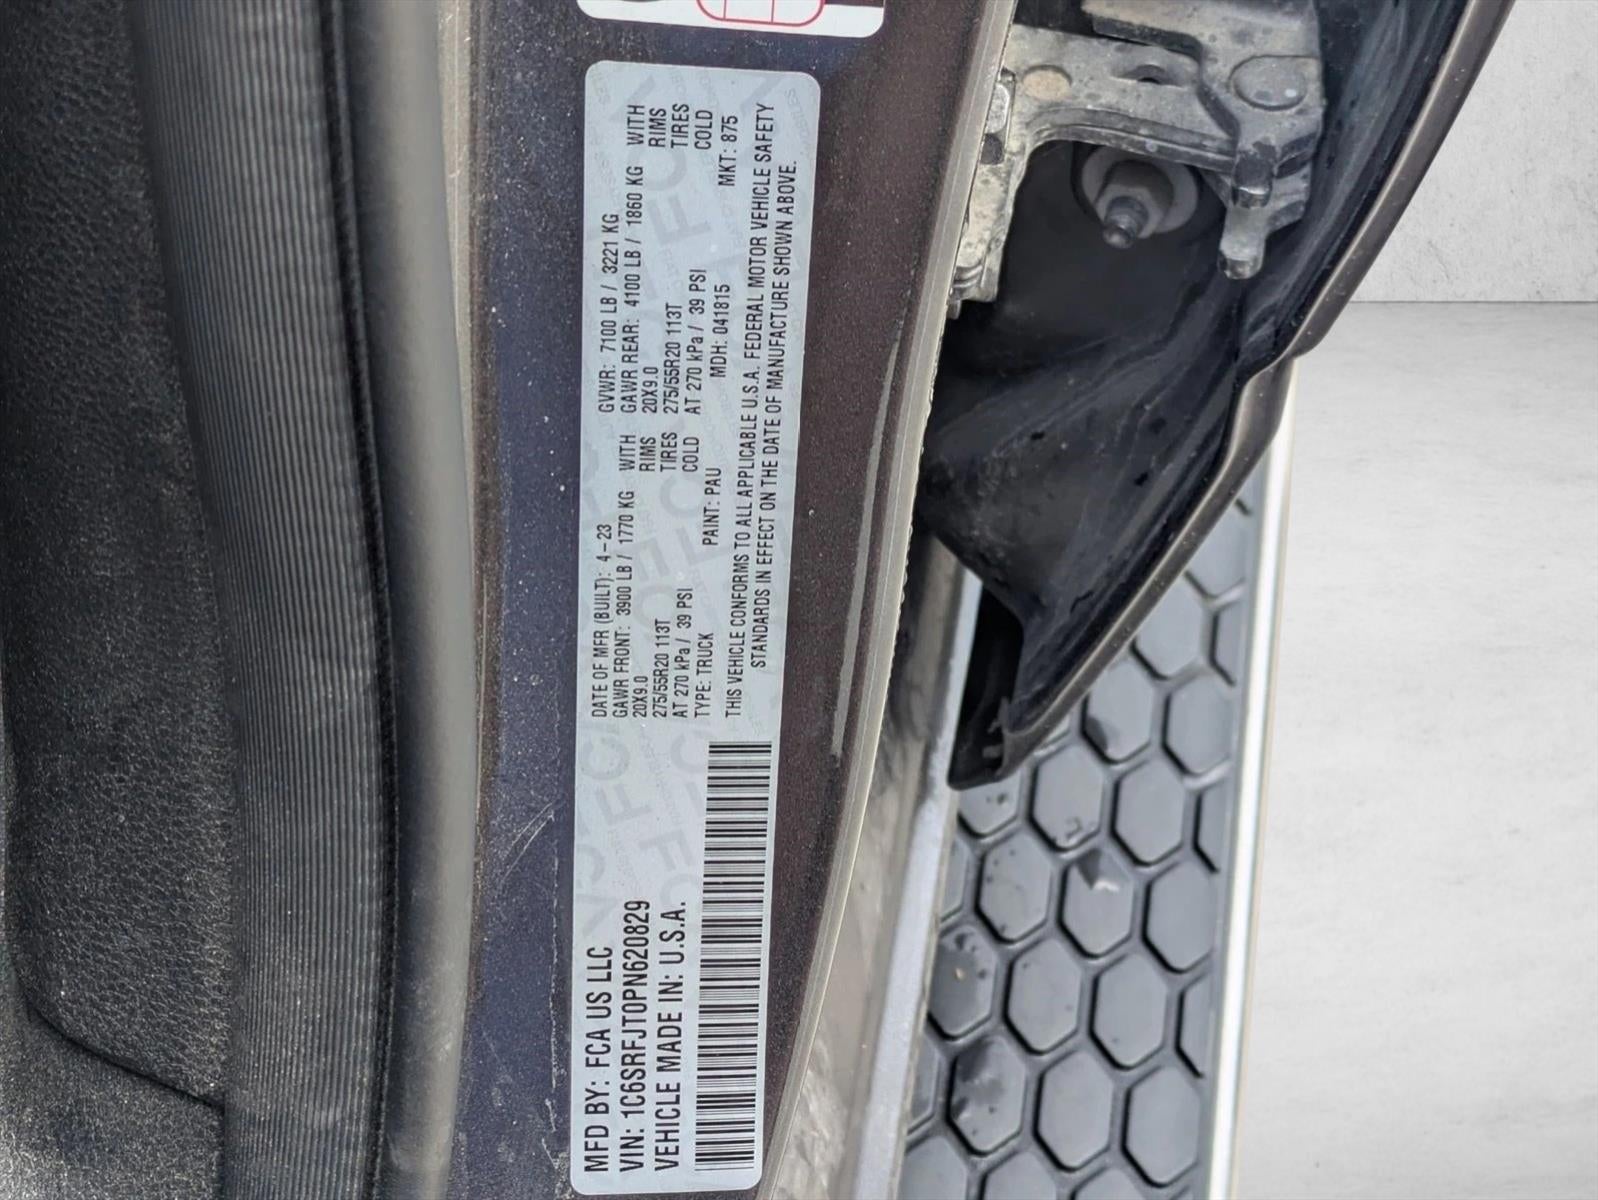 MFD BY: FCA US LLC
VIN: 1C6SRFJT0PN620829
VEHICLE MADE IN: U.S.A.
DATE OF MFR (BUILT): 4-23 GVWR: 7100 LB / 3221 KG
GAWR FRONT: 3900 LB / 1770 KG WITH GAWR REAR: 4100 LB / 1860 KG WITH
20X9.0 RIMS 20X9.0 RIMS
275/55R20 113T TIRES 275/55R20 113T TIRES
AT 270 kPa / 39 PSI COLD AT 270 kPa / 39 PSI COLD
TYPE: TRUCK PAINT: PAU MDH: 041815 MKT: 875
THIS VEHICLE CONFORMS TO ALL APPLICABLE U.S.A. FEDERAL MOTOR VEHICLE SAFETY
STANDARDS IN EFFECT ON THE DATE OF MANUFACTURE SHOWN ABOVE.